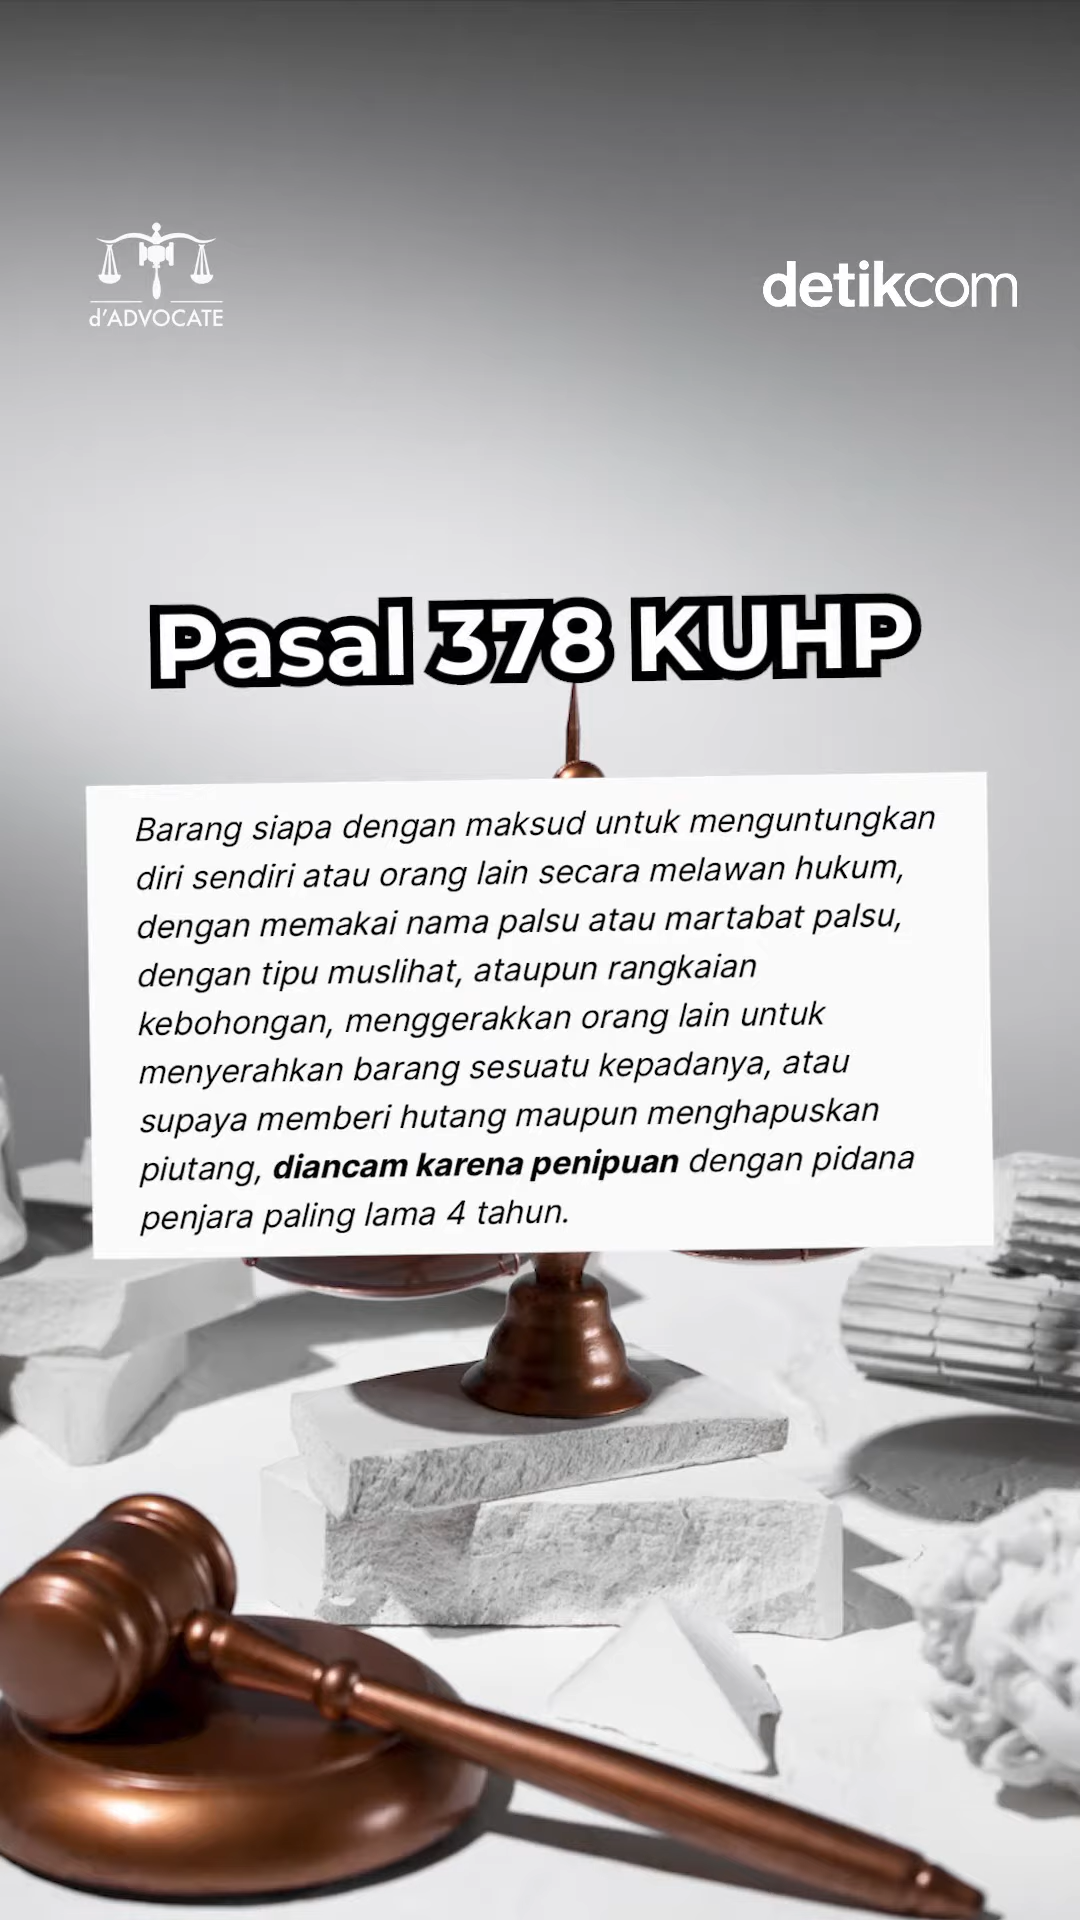 d'ADVOCATE
detikcom
Pasal 378 KUHP
Barang siapa dengan maksud untuk menguntungkan
diri sendiri atau orang lain secara melawan hukum,
dengan memakai nama palsu atau martabat palsu,
dengan tipu muslihat, ataupun rangkaian
kebohongan, menggerakkan orang lain untuk
menyerahkan barang sesuatu kepadanya, atau
supaya memberi hutang maupun menghapuskan
piutang, diancam karena penipuan dengan pidana
penjara paling lama 4 tahun.